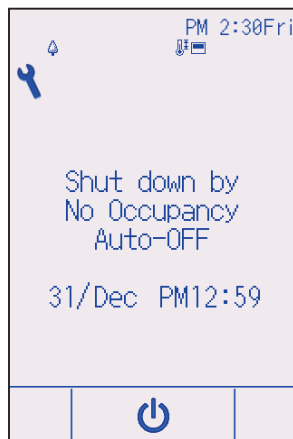 PM 2:30Fri
Shut down by
No Occupancy
Auto-OFF
31/Dec PM12:59